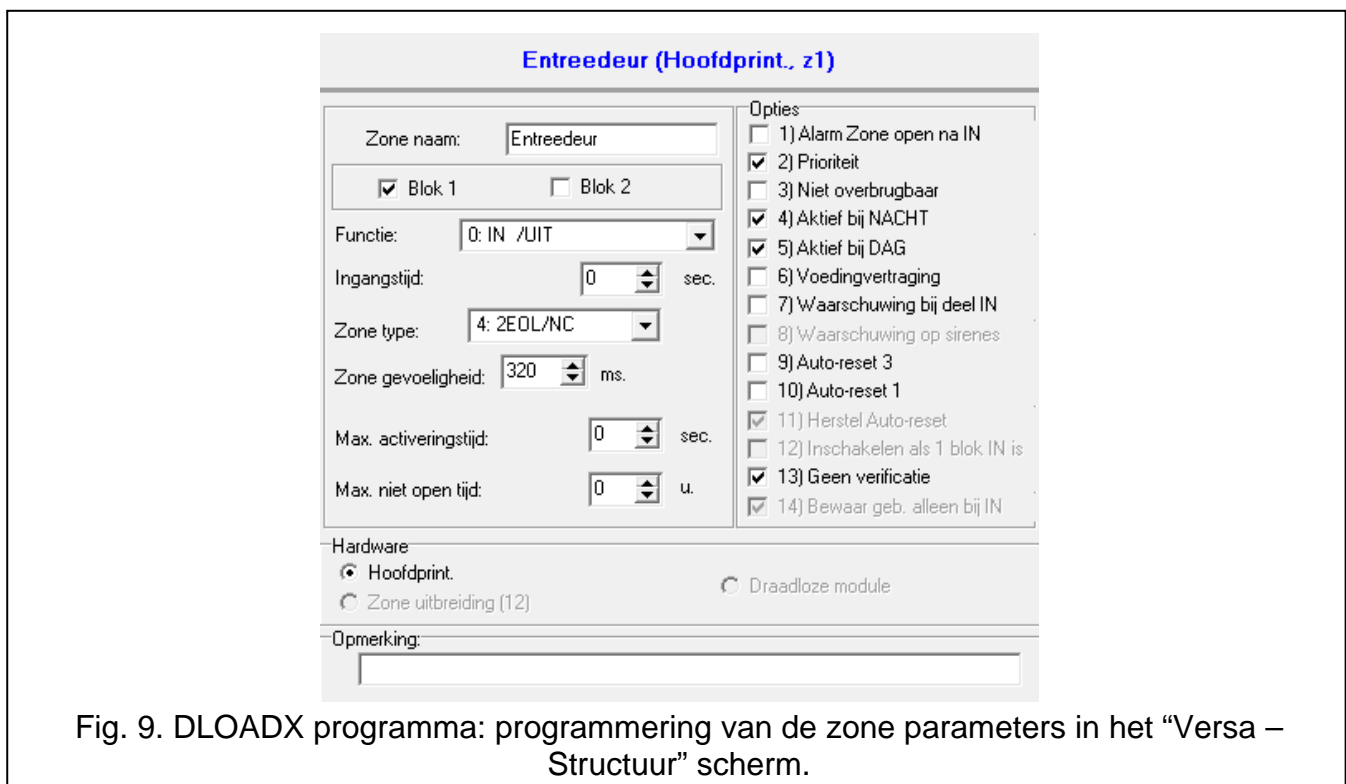 Entreedeur (Hoofdprint., z1)
Zone naam: Entreedeur
Blok 1 Blok 2
Functie: 0: IN /UIT
Ingangstijd: 0 sec.
Zone type: 4: 2EOL/NC
Zone gevoeligheid: 320 ms.
Max. activeringstijd: 0 sec.
Max. niet open tijd: 0 u.
Opties
1) Alarm Zone open na IN
2) Prioriteit
3) Niet overbrugbaar
4) Aktief bij NACHT
5) Aktief bij DAG
6) Voedingvertraging
7) Waarschuwing bij deel IN
8) Waarschuwing op sirenes
9) Auto-reset 3
10) Auto-reset 1
11) Herstel Auto-reset
12) Inschakelen als 1 blok IN is
13) Geen verificatie
14) Bewaar geb. alleen bij IN
Hardware
Hoofdprint.
Zone uitbreiding (12)
Draadloze module
Opmerking:
Fig. 9. DLOADX programma: programmering van de zone parameters in het “Versa –
Structuur” scherm.